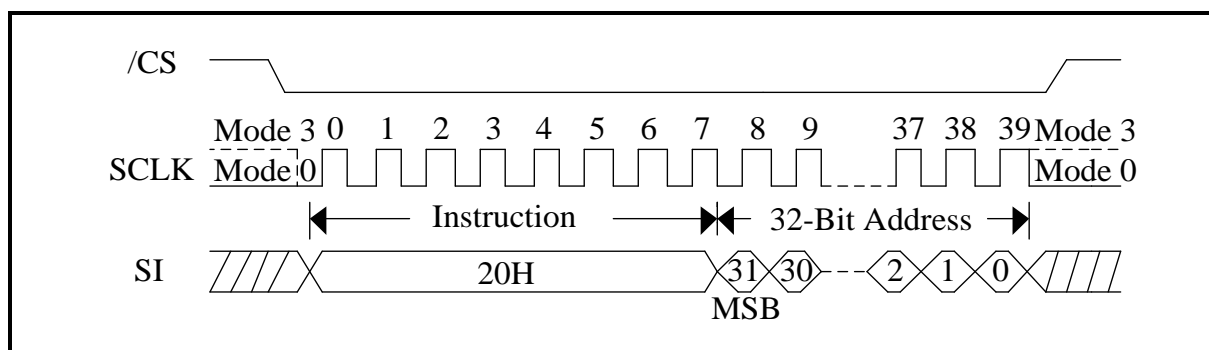 /CS
Mode 3 0 1 2 3 4 5 6 7 8 9 37 38 39 Mode 3
SCLK Mode 0 Mode 0
Instruction 32-Bit Address
SI 20H 31 30 2 1 0
MSB